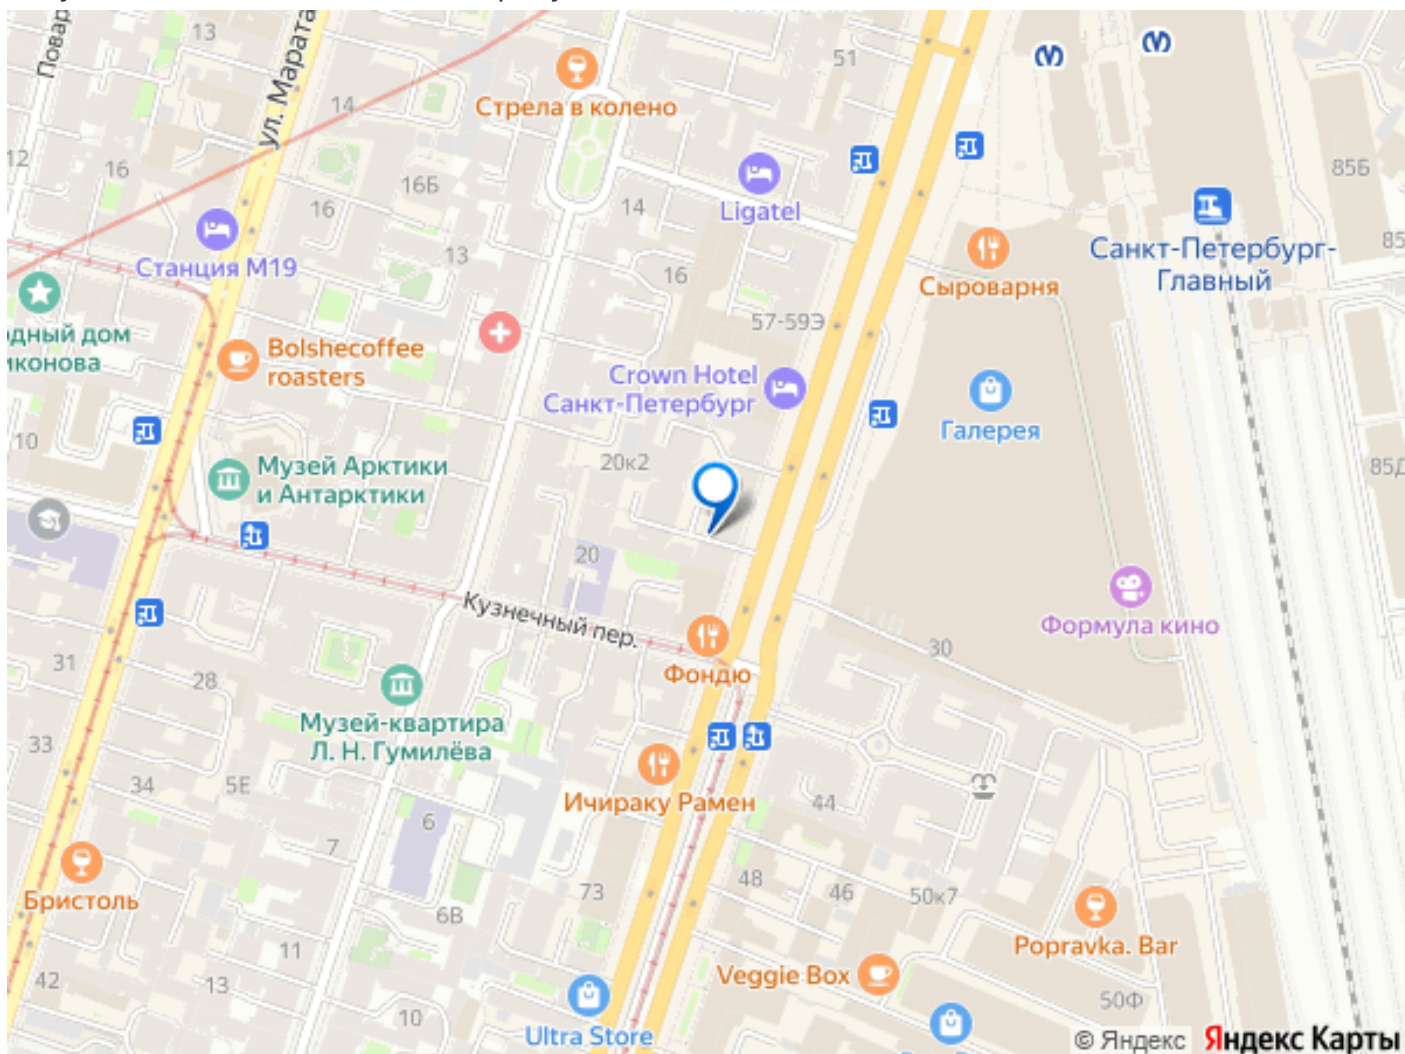 Повар
13
ул. Марата
14
Стрела в колено
51
12
16
16Б
16
14
Ligatel
85Б
Станция М19
13
16
Сыроварня
Санкт-Петербург-
Главный
85
дный дом
иконова
Bolshecoffee
roasters
57-59Э
Crown Hotel
Санкт-Петербург
Галерея
10
Музей Арктики
и Антарктики
20к2
85Д
20
Кузнечный пер.
Формула кино
30
31
28
Фондю
Музей-квартира
Л. Н. Гумилёва
33
34
5Е
6
Ичираку Рамен
44
7
Бристоль
73
48
46
50к7
6В
Popravka. Bar
11
42
13
Veggie Box
50Ф
10
Ultra Store
© Яндекс Яндекс Карты